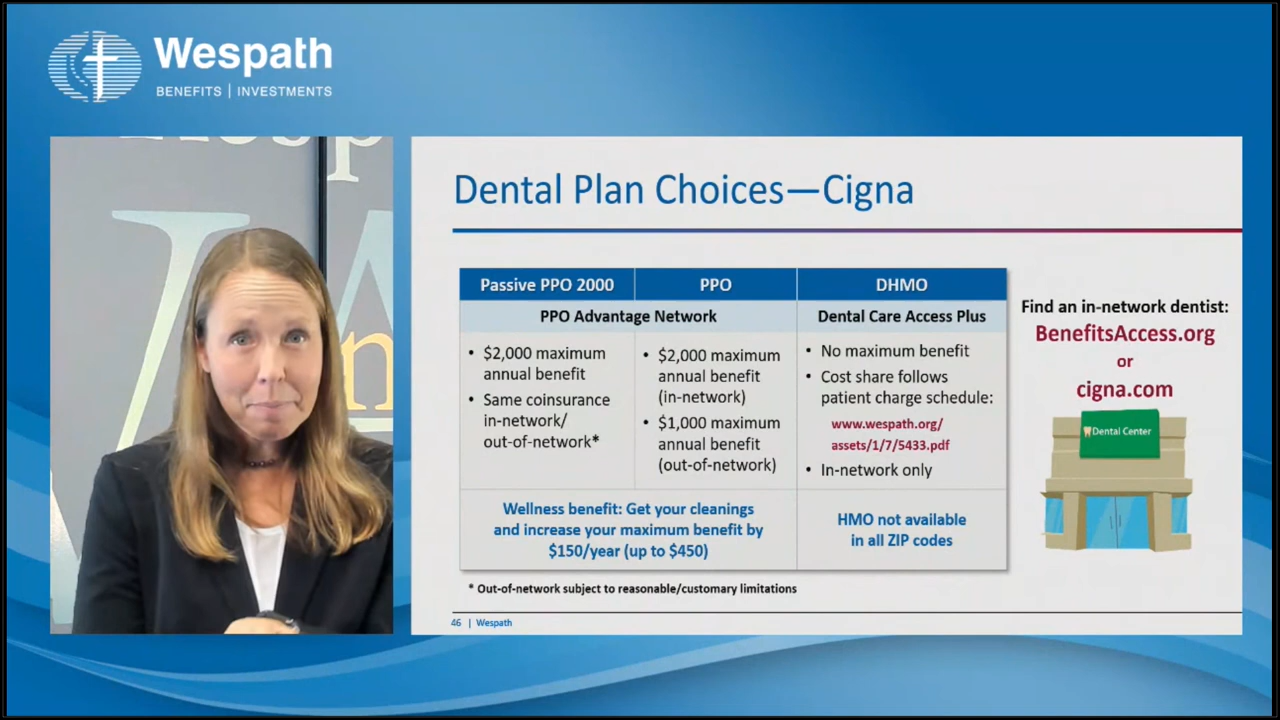 Wespath
BENEFITS | INVESTMENTS
Dental Plan Choices—Cigna
Passive PPO 2000
PPO
DHMO
PPO Advantage Network
Dental Care Access Plus
• $2,000 maximum
annual benefit
• Same coinsurance
in-network/
out-of-network*
• $2,000 maximum
annual benefit
(in-network)
• $1,000 maximum
annual benefit
(out-of-network)
• No maximum benefit
• Cost share follows
patient charge schedule:
www.wespath.org/
assets/1/7/5433.pdf
• In-network only
Wellness benefit: Get your cleanings
and increase your maximum benefit by
$150/year (up to $450)
HMO not available
in all ZIP codes
Find an in-network dentist:
BenefitsAccess.org
or
cigna.com
Dental Center
* Out-of-network subject to reasonable/customary limitations
46 | Wespath